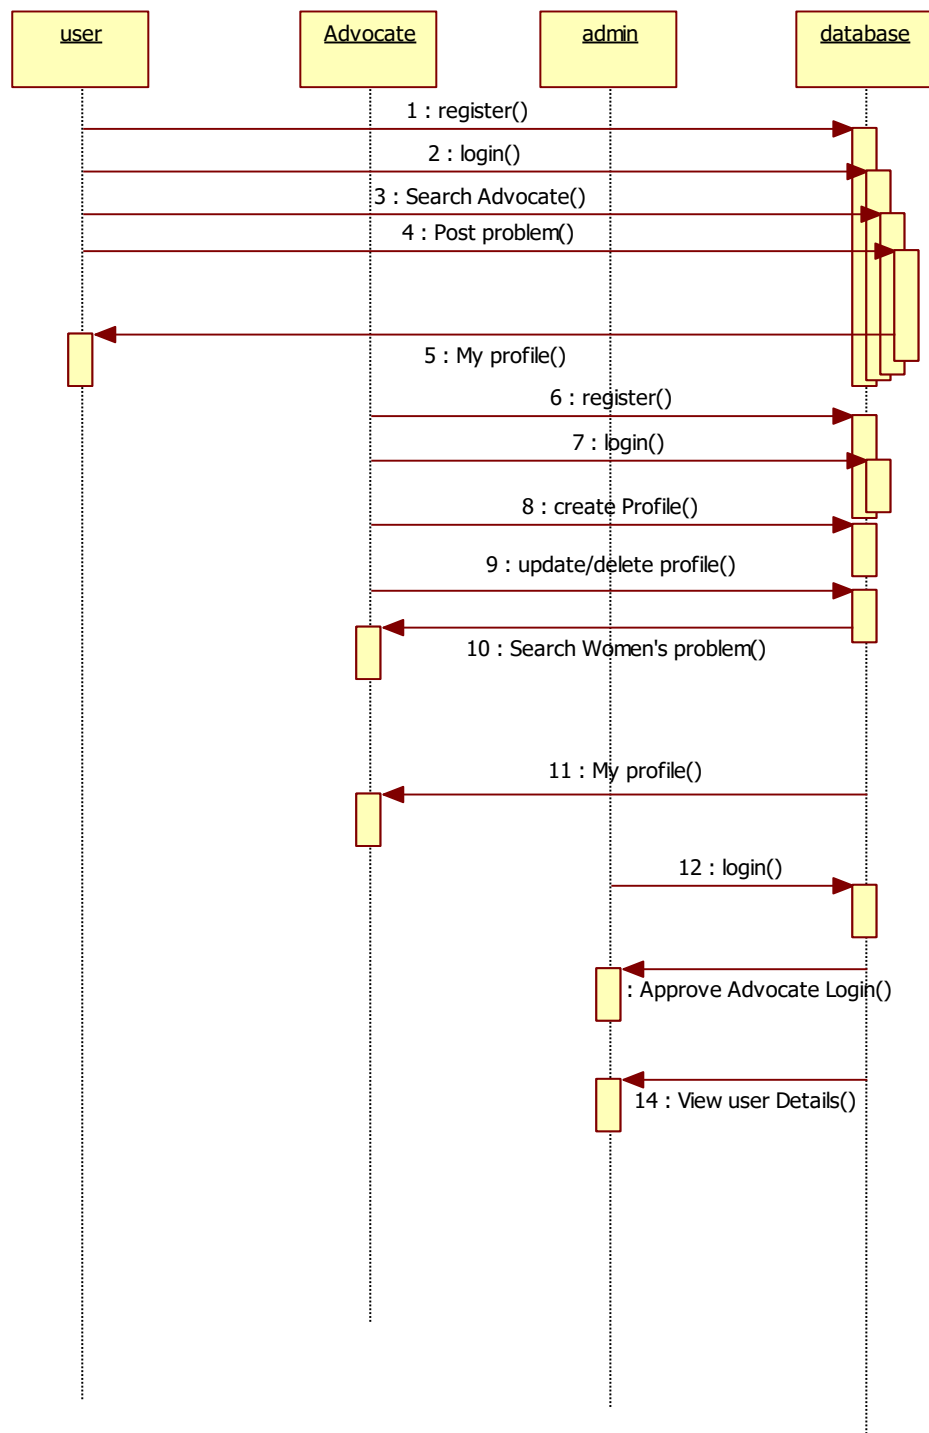 user
Advocate
admin
database
1 : register()
2 : login()
3 : Search Advocate()
4 : Post problem()
5 : My profile()
6 : register()
7 : login()
8 : create Profile()
9 : update/delete profile()
10 : Search Women's problem()
11 : My profile()
12 : login()
: Approve Advocate Login()
14 : View user Details()